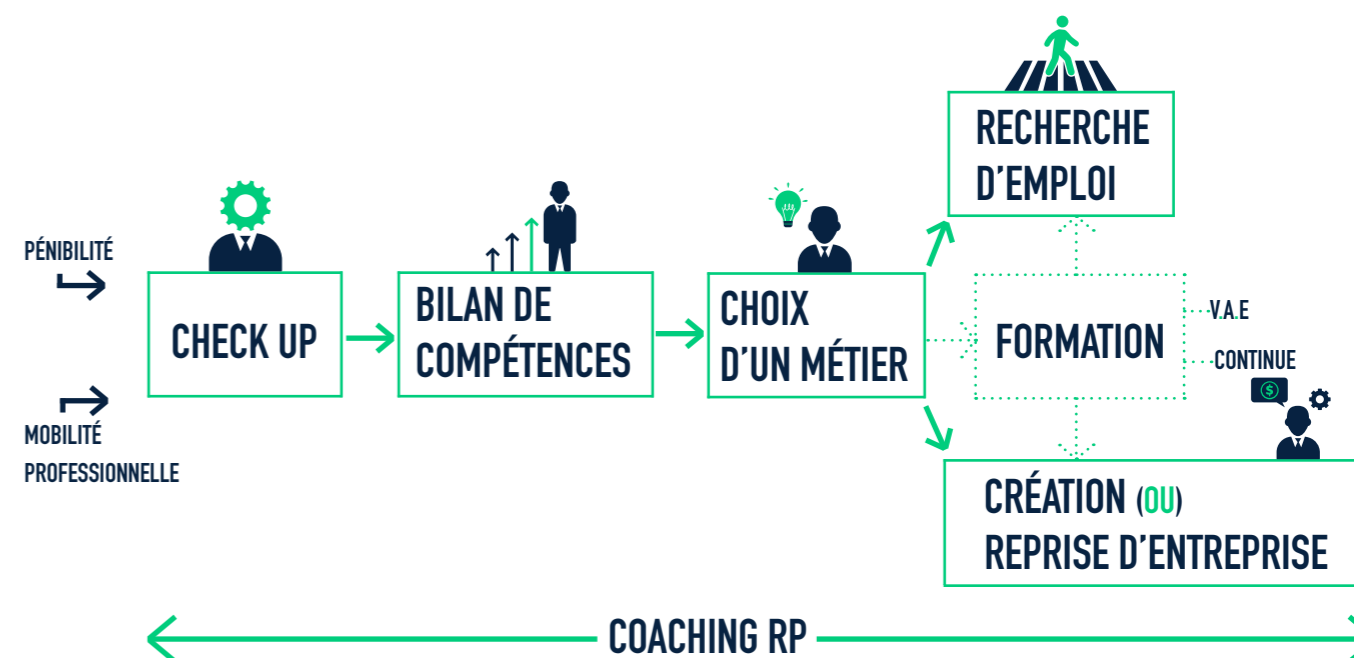 PÉNIBILITÉ
MOBILITÉ
PROFESSIONNELLE
CHECK UP
BILAN DE
COMPÉTENCES
CHOIX
D'UN MÉTIER
RECHERCHE
D'EMPLOI
FORMATION
V.A.E
CONTINUE
$
CRÉATION (OU)
REPRISE D'ENTREPRISE
COACHING RP